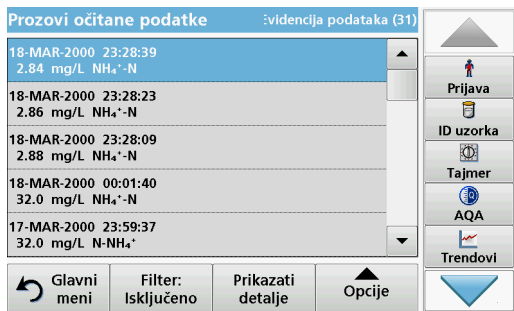 Prozovi očitane podatke
Evidencija podataka (31)
18-MAR-2000 23:28:39
2.84 mg/L NH₄⁺-N
18-MAR-2000 23:28:23
2.86 mg/L NH₄⁺-N
18-MAR-2000 23:28:09
2.88 mg/L NH₄⁺-N
18-MAR-2000 00:01:40
32.0 mg/L NH₄⁺-N
17-MAR-2000 23:59:37
32.0 mg/L N-NH₄⁺
Glavni
meni
Filter:
Isključeno
Prikazati
detalje
Opcije
Prijava
ID uzorka
Tajmer
AQA
Trendovi